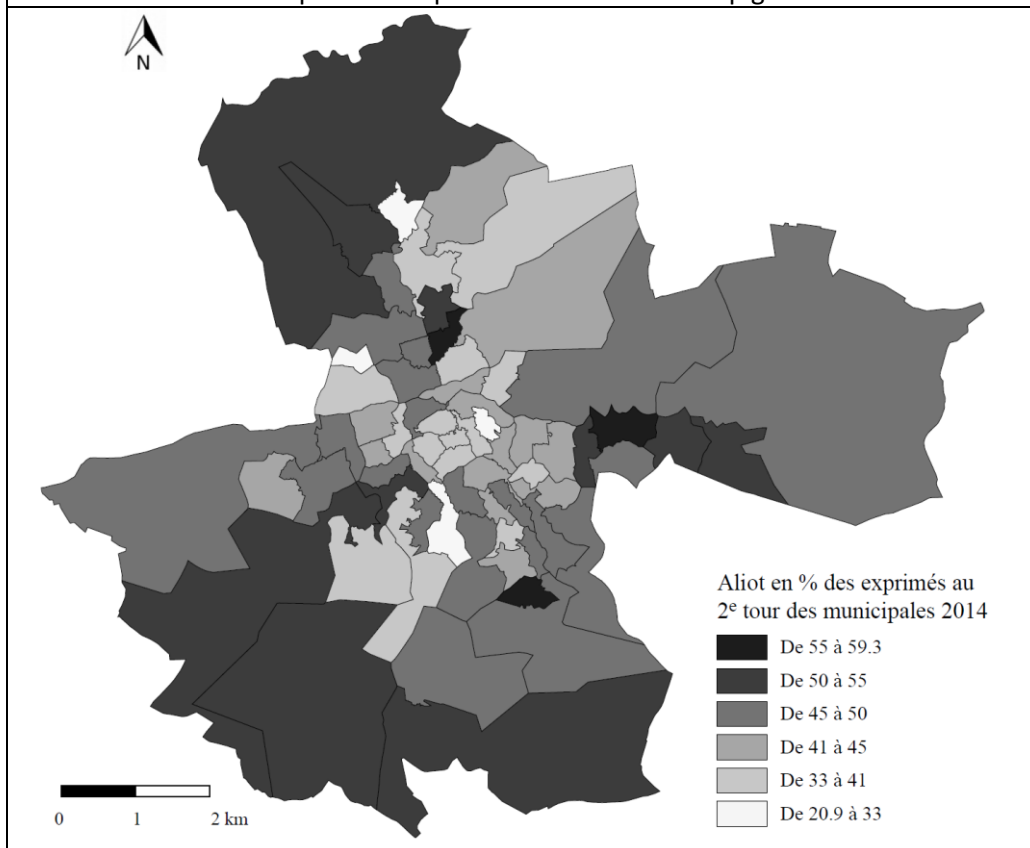 N
Aliot en % des exprimés au
2e tour des municipales 2014
De 55 à 59.3
De 50 à 55
De 45 à 50
De 41 à 45
De 33 à 41
De 20.9 à 33
0 1 2 km